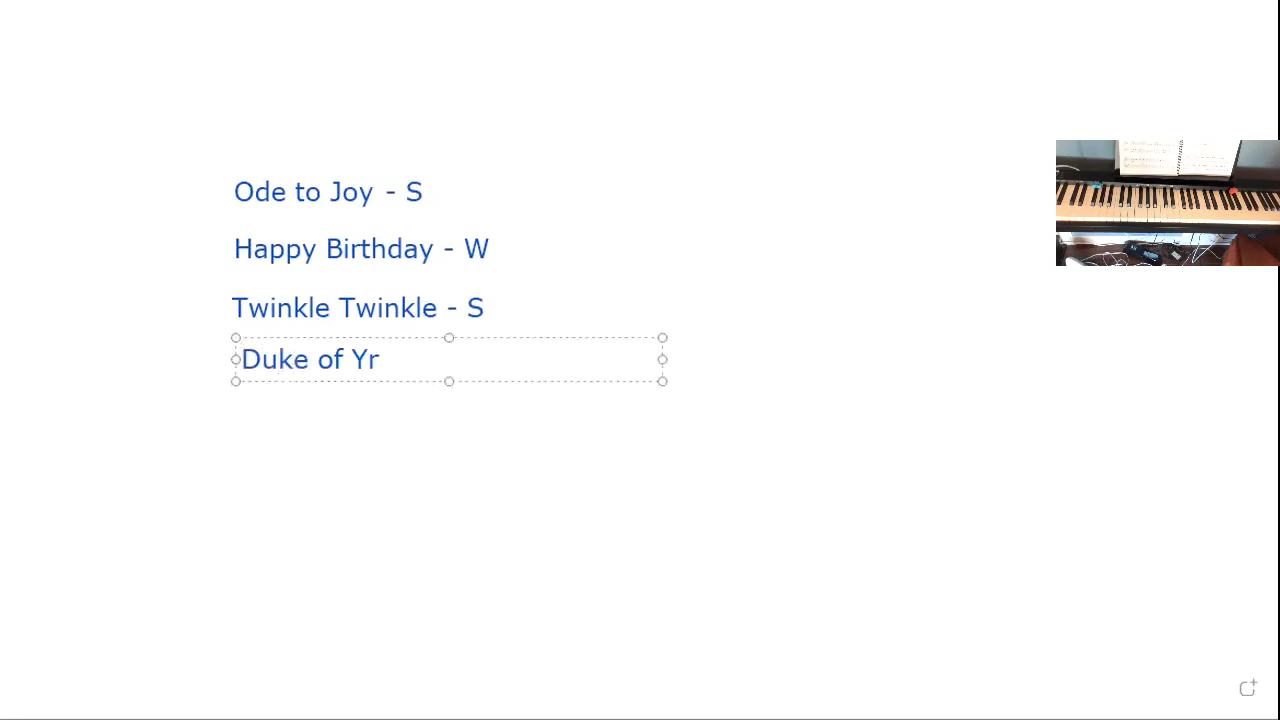 Ode to Joy - S
Happy Birthday - W
Twinkle Twinkle - S
Duke of Yr